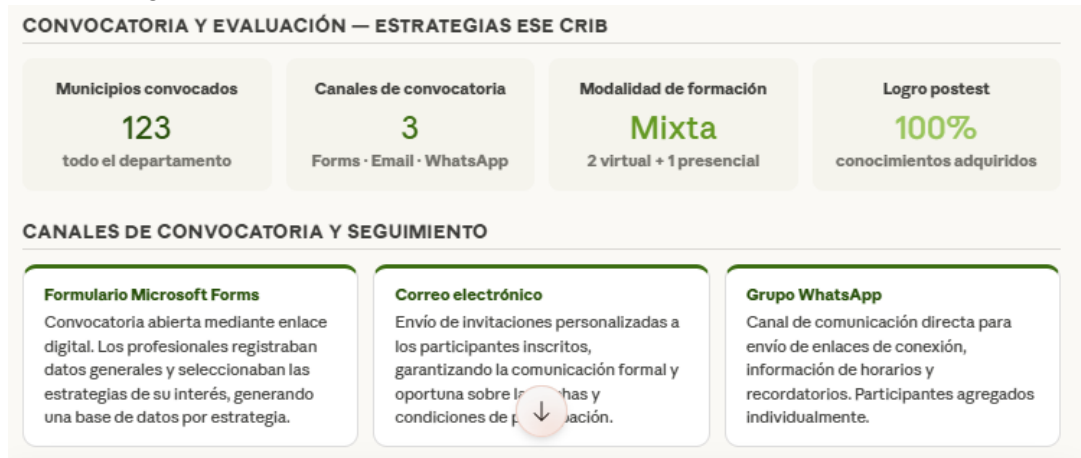 CONVOCATORIA Y EVALUACIÓN — ESTRATEGIAS ESE CRIB
Municipios convocados
123
todo el departamento
Canales de convocatoria
3
Forms · Email · WhatsApp
Modalidad de formación
Mixta
2 virtual + 1 presencial
Logro postest
100%
conocimientos adquiridos
CANALES DE CONVOCATORIA Y SEGUIMIENTO
Formulario Microsoft Forms
Convocatoria abierta mediante enlace
digital. Los profesionales registraban
datos generales y seleccionaban las
estrategias de su interés, generando
una base de datos por estrategia.
Correo electrónico
Envío de invitaciones personalizadas a
los participantes inscritos,
garantizando la comunicación formal y
oportuna sobre y
condiciones de
Grupo WhatsApp
Canal de comunicación directa para
envío de enlaces de conexión,
información de horarios y
recordatorios. Participantes agregados
individualmente.